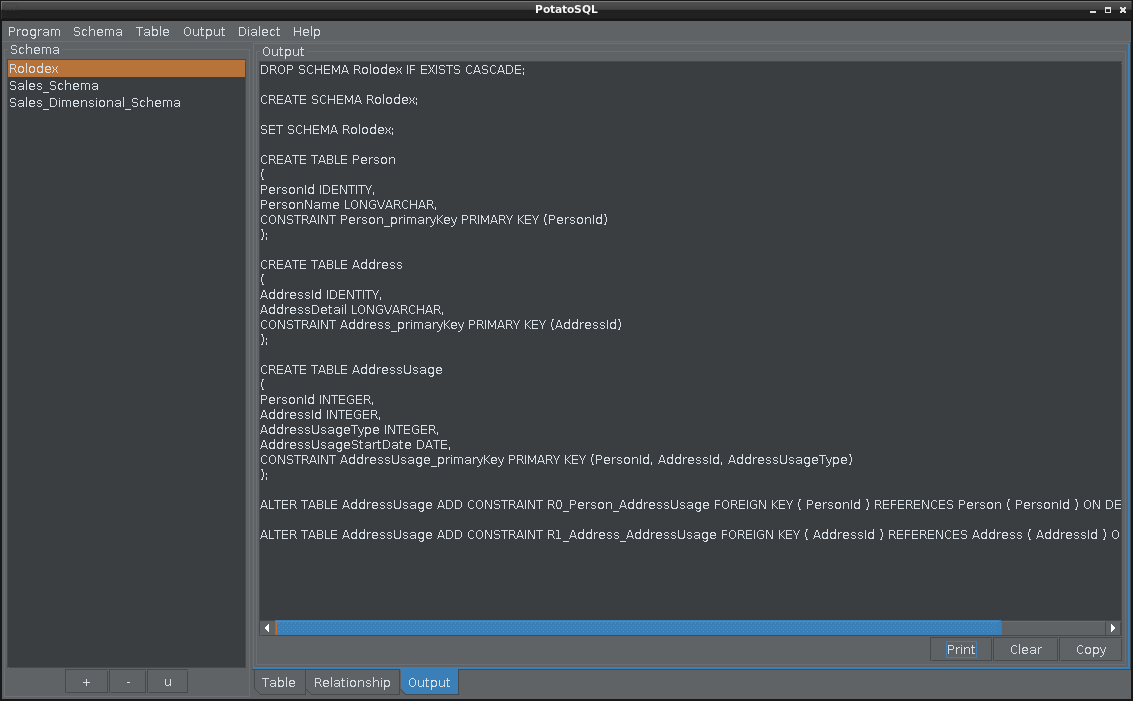 PotatoSQL
Program Schema Table Output Dialect Help
Schema
Rolodex
Sales_Schema
Sales_Dimensional_Schema
+ - u
Output
DROP SCHEMA Rolodex IF EXISTS CASCADE;
CREATE SCHEMA Rolodex;
SET SCHEMA Rolodex;
CREATE TABLE Person
(
PersonId IDENTITY,
PersonName LONGVARCHAR,
CONSTRAINT Person_primaryKey PRIMARY KEY (PersonId)
);
CREATE TABLE Address
(
AddressId IDENTITY,
AddressDetail LONGVARCHAR,
CONSTRAINT Address_primaryKey PRIMARY KEY (AddressId)
);
CREATE TABLE AddressUsage
(
PersonId INTEGER,
AddressId INTEGER,
AddressUsageType INTEGER,
AddressUsageStartDate DATE,
CONSTRAINT AddressUsage_primaryKey PRIMARY KEY (PersonId, AddressId, AddressUsageType)
);
ALTER TABLE AddressUsage ADD CONSTRAINT R0_Person_AddressUsage FOREIGN KEY ( PersonId ) REFERENCES Person ( PersonId ) ON DE
ALTER TABLE AddressUsage ADD CONSTRAINT R1_Address_AddressUsage FOREIGN KEY ( AddressId ) REFERENCES Address ( AddressId ) O
Print Clear Copy
Table Relationship Output